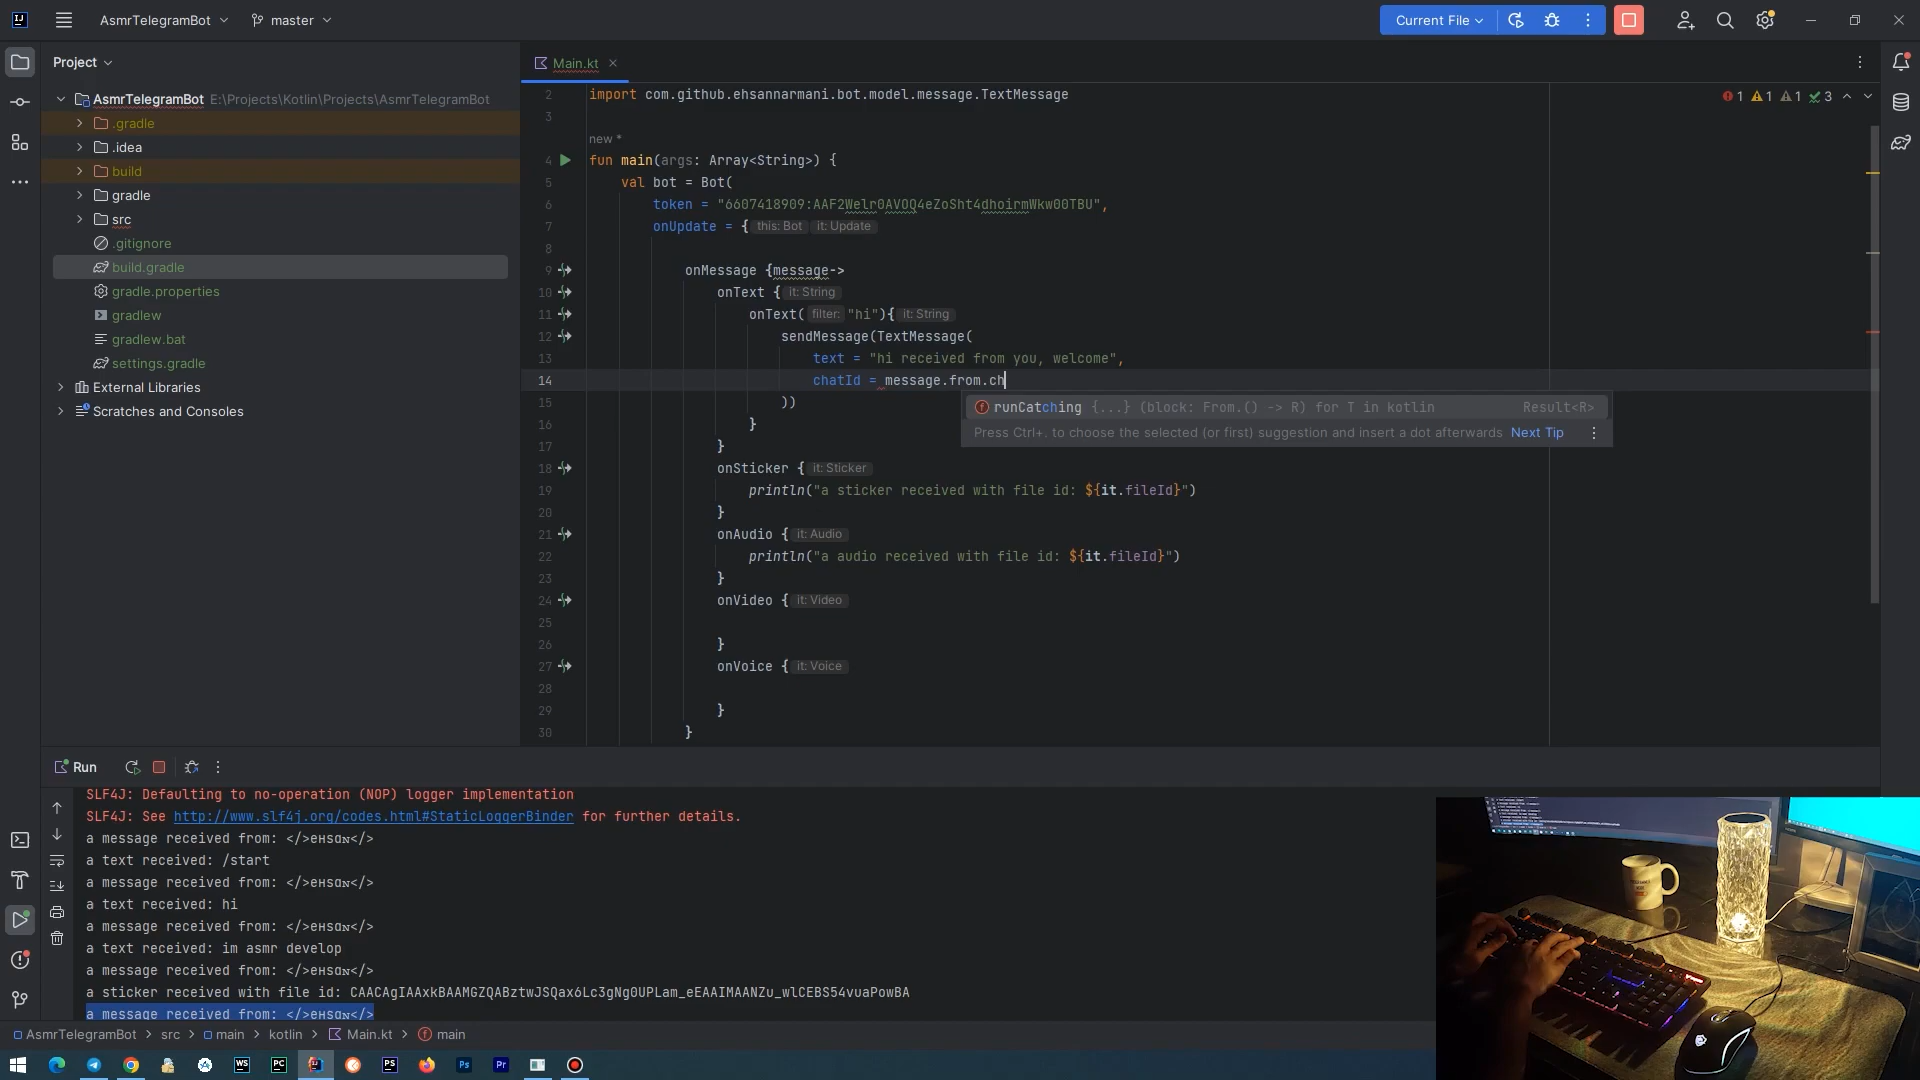 AsmrTelegramBot
master
Current File
Project
Main.kt
AsmrTelegramBot E:\Projects\Kotlin\Projects\AsmrTelegramBot
.gradle
.idea
build
gradle
src
.gitignore
build.gradle
gradle.properties
gradlew
gradlew.bat
settings.gradle
External Libraries
Scratches and Consoles
1 1 1 3
2 import com.github.ehsannarmani.bot.model.message.TextMessage
3
new *
4 fun main(args: Array<String>) {
5 val bot = Bot(
6 token = "6607418909:AAF2Welr0AVOQ4eZoSht4dhoirmWkw00TBU",
7 onUpdate = { this: Bot it: Update
8
9 onMessage {message->
10 onText { it: String
11 onText( filter: "hi"){ it: String
12 sendMessage(TextMessage(
13 text = "hi received from you, welcome",
14 chatId = message.from.ch
15 ))
16 }
17 }
18 onSticker { it: Sticker
19 println("a sticker received with file id: ${it.fileId}")
20 }
21 onAudio { it: Audio
22 println("a audio received with file id: ${it.fileId}")
23 }
24 onVideo { it: Video
25
26 }
27 onVoice { it: Voice
28
29 }
30 }
runCatching {...} (block: From.() -> R) for T in kotlin Result<R>
Press Ctrl+. to choose the selected (or first) suggestion and insert a dot afterwards Next Tip
Run
SLF4J: Defaulting to no-operation (NOP) logger implementation
SLF4J: See http://www.slf4j.org/codes.html#StaticLoggerBinder for further details.
a message received from: </>ᴇнsαɴ</>
a text received: /start
a message received from: </>ᴇнsαɴ</>
a text received: hi
a message received from: </>ᴇнsαɴ</>
a text received: im asmr develop
a message received from: </>ᴇнsαɴ</>
a sticker received with file id: CAACAgIAAxkBAAMGZQABztwJSQax6Lc3gNg0UPLam_eEAAIMAANZu_wlCEBS54vuaPowBA
a message received from: </>ᴇнsαɴ</>
AsmrTelegramBot src main kotlin Main.kt main